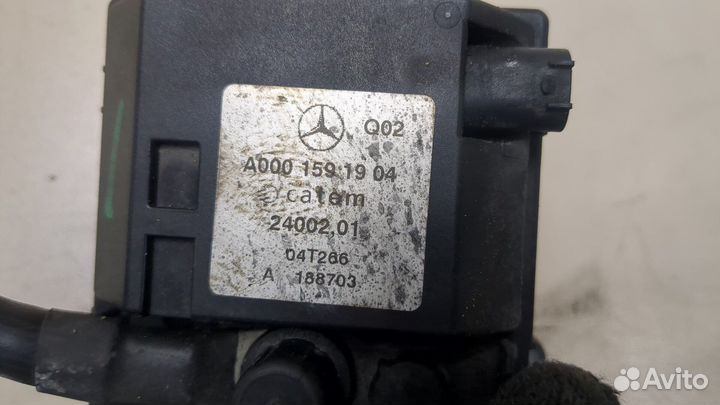 Q02
A000 159 19 04
catem
24002,01
04T266
A 188703
Avito